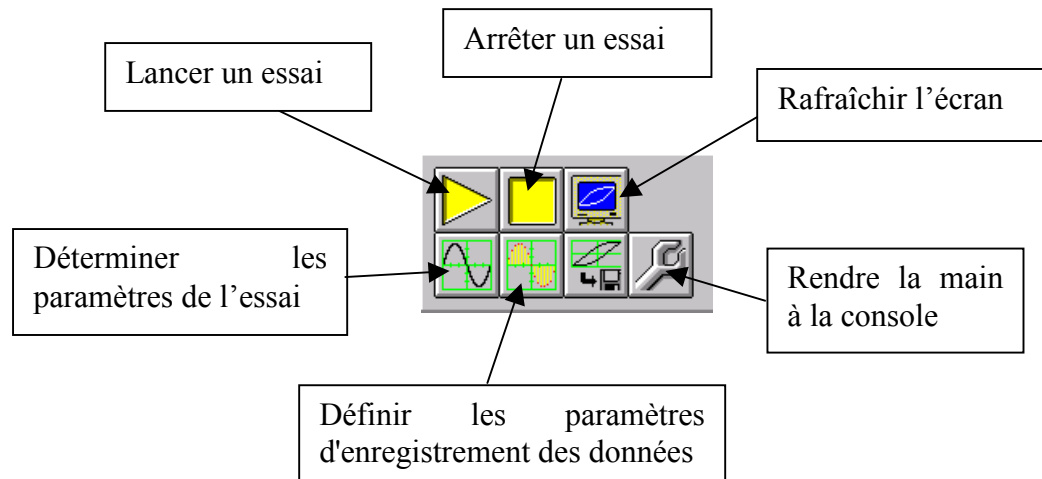 Arrêter un essai
Lancer un essai
Rafraîchir l’écran
Déterminer les
paramètres de l’essai
Rendre la main
à la console
Définir les paramètres
d'enregistrement des données